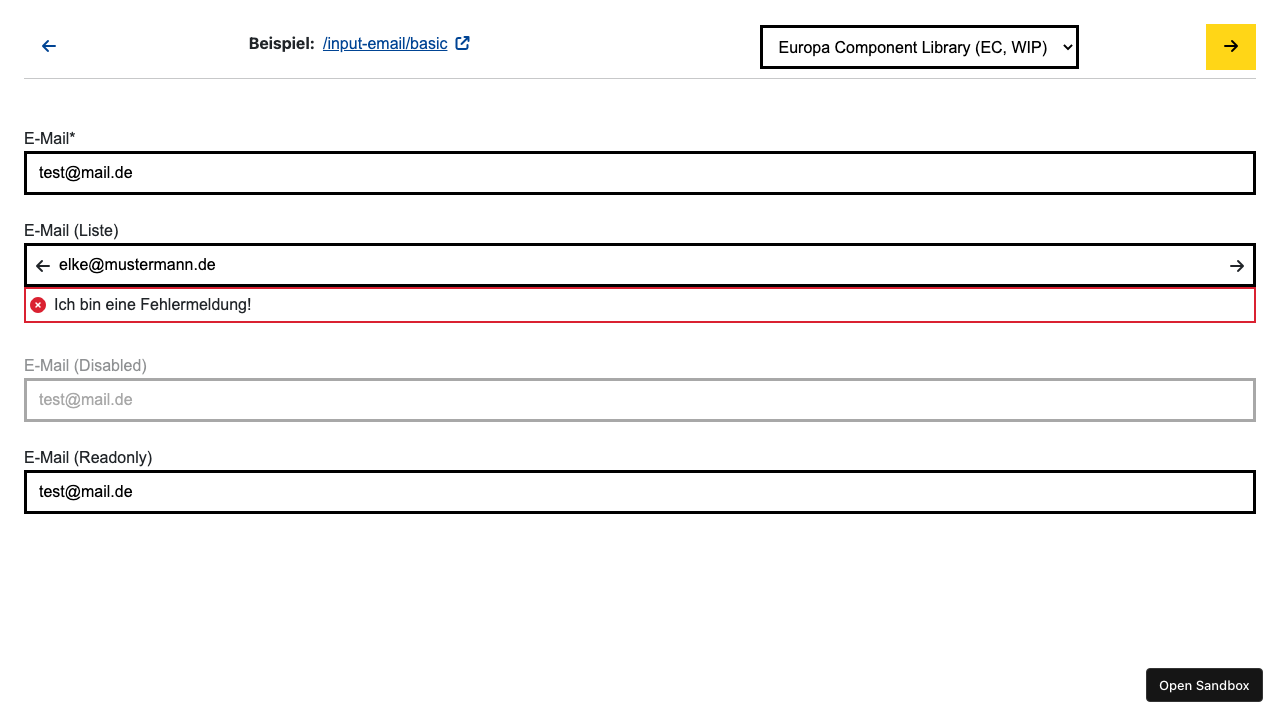 Beispiel: /input-email/basic
Europa Component Library (EC, WIP)
E-Mail*
test@mail.de
E-Mail (Liste)
elke@mustermann.de
Ich bin eine Fehlermeldung!
E-Mail (Disabled)
test@mail.de
E-Mail (Readonly)
test@mail.de
Open Sandbox